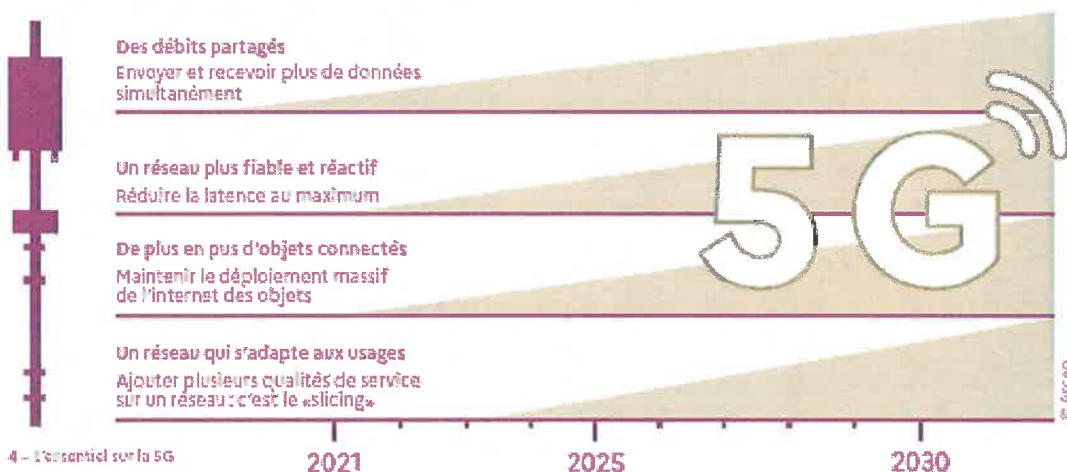 Des débits partagés
Envoyer et recevoir plus de données
simultanément
Un réseau plus fiable et réactif
Réduire la latence au maximum
De plus en pus d'objets connectés
Maintenir le déploiement massif
de l'internet des objets
Un réseau qui s'adapte aux usages
Ajouter plusieurs qualités de service
sur un réseau : c'est le «slicing»
5G
4 – L'essentiel sur la 5G
2021
2025
2030